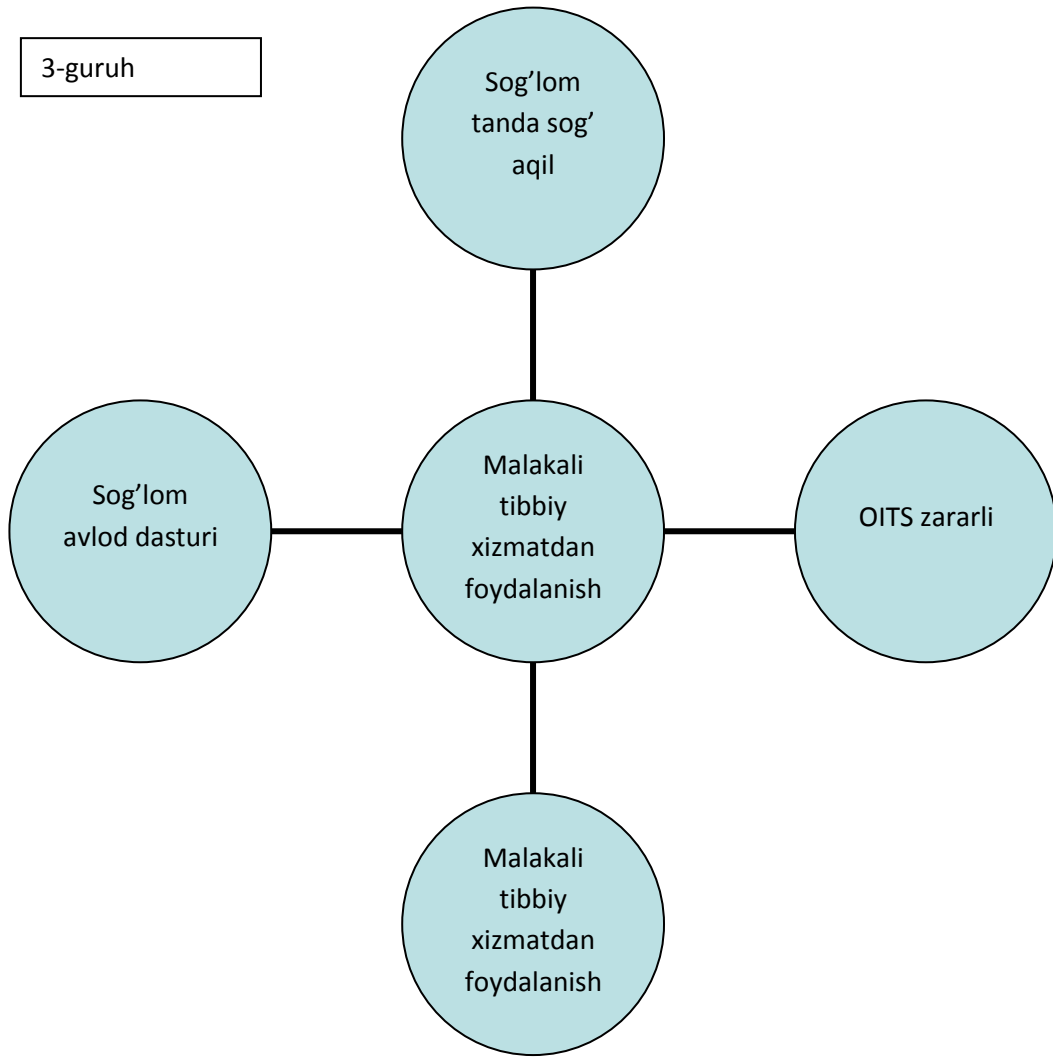 3-guruh
Sog’lom
tanda sog’
aqil
Sog’lom
avlod dasturi
Malakali
tibbiy
xizmatdan
foydalanish
OITS zararli
Malakali
tibbiy
xizmatdan
foydalanish